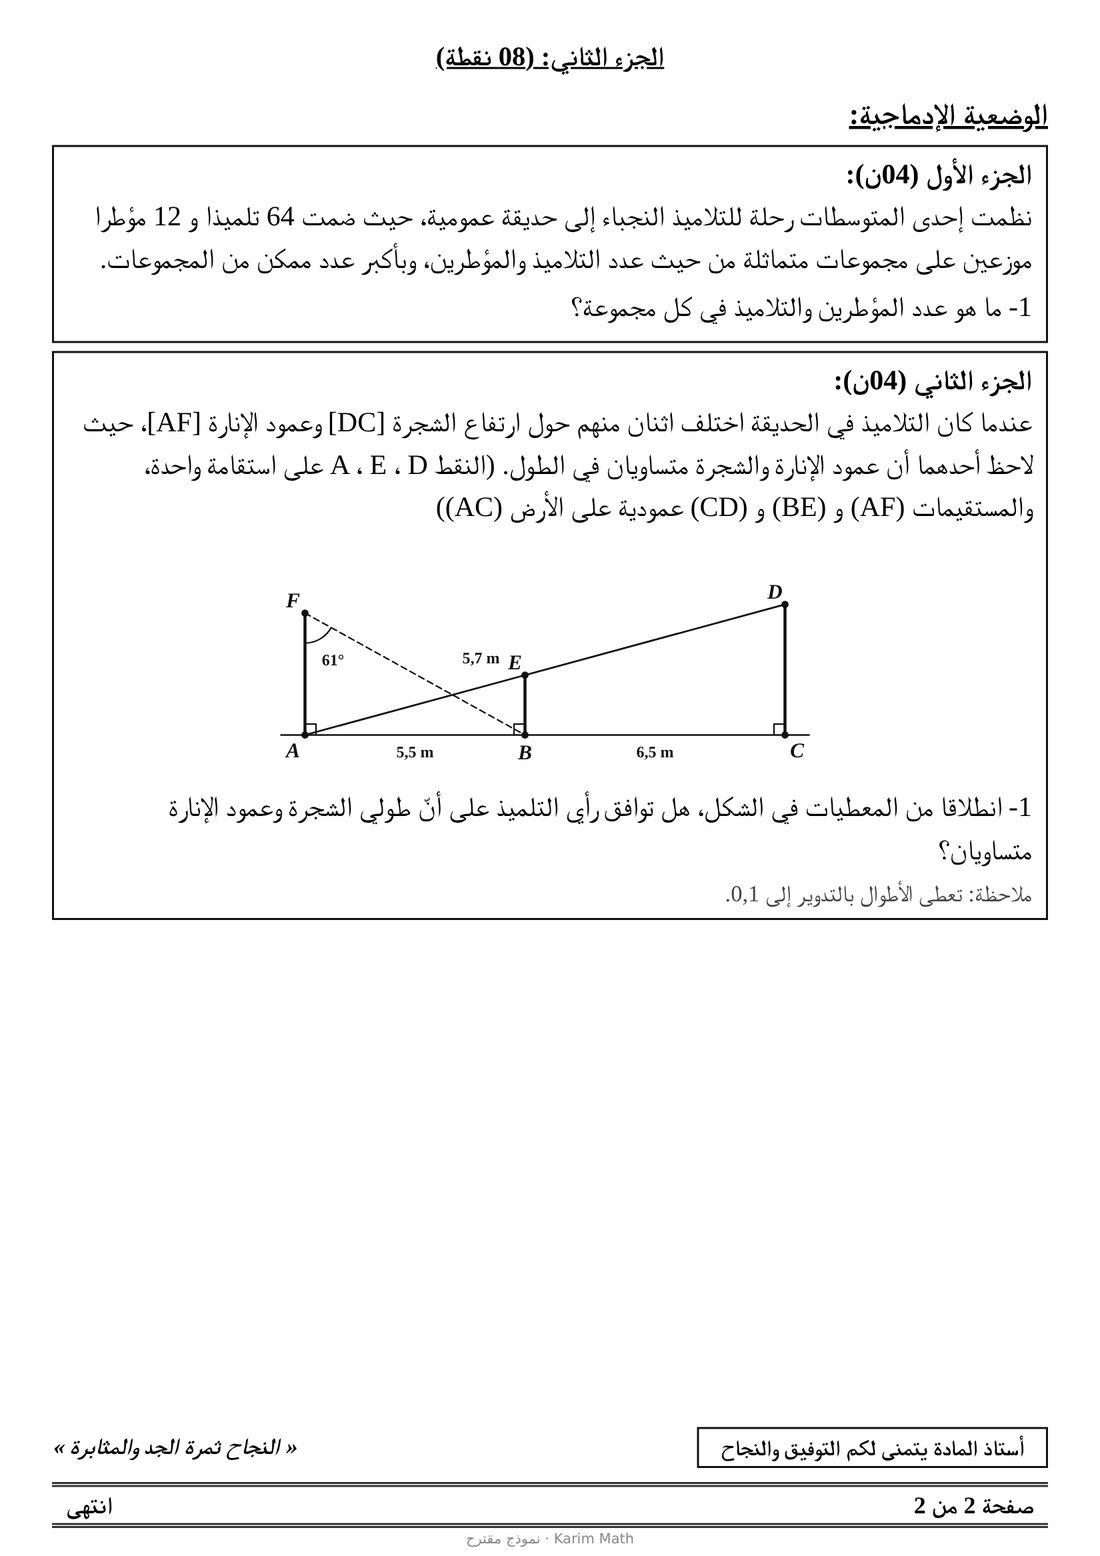 الجزء الثاني: (08 نقطة)
الوضعية الإدماجية:
الجزء الأول (04ن):
نظمت إحدى المتوسطات رحلة للتلاميذ النجباء إلى حديقة عمومية، حيث ضمت 64 تلميذا و 12 مؤطرا
موزعين على مجموعات متماثلة من حيث عدد التلاميذ والمؤطرين، وبأكبر عدد ممكن من المجموعات.
1- ما هو عدد المؤطرين والتلاميذ في كل مجموعة؟
الجزء الثاني (04ن):
عندما كان التلاميذ في الحديقة اختلف اثنان منهم حول ارتفاع الشجرة [DC] وعمود الإنارة [AF]، حيث
لاحظ أحدهما أن عمود الإنارة والشجرة متساويان في الطول. (النقط A ، E ، D على استقامة واحدة،
والمستقيمات (AF) و (BE) و (CD) عمودية على الأرض (AC))
D
F
61°
5,7 m E
A
5,5 m
B
6,5 m
C
1- انطلاقا من المعطيات في الشكل، هل توافق رأي التلميذ على أنّ طولي الشجرة وعمود الإنارة
متساويان؟
ملاحظة: تعطى الأطوال بالتدوير إلى 0,1.
أستاذ المادة يتمنى لكم التوفيق والنجاح
« النجاح ثمرة الجد والمثابرة »
صفحة 2 من 2
انتهى
Karim Math · نموذج مقترح